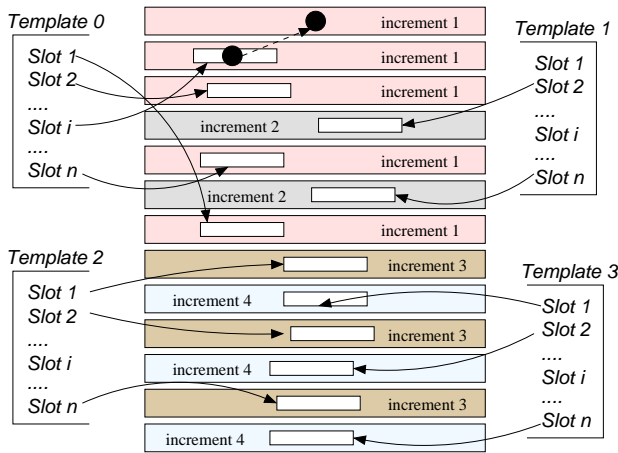 Template 0
Slot 1
Slot 2
....
Slot i
....
Slot n
increment 1
increment 1
increment 1
increment 2
increment 1
increment 2
increment 1
increment 3
increment 4
increment 3
increment 4
increment 3
increment 4
Template 1
Slot 1
Slot 2
....
Slot i
....
Slot n
Template 2
Slot 1
Slot 2
....
Slot i
....
Slot n
Template 3
Slot 1
Slot 2
....
Slot i
....
Slot n